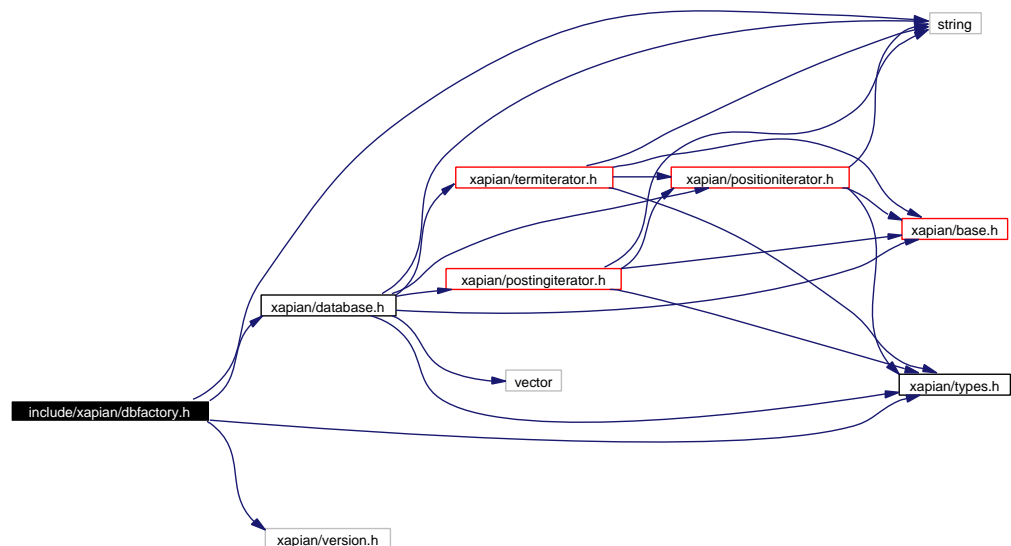 string
xapian/termiterator.h
xapian/positioniterator.h
xapian/base.h
xapian/postingiterator.h
xapian/database.h
vector
xapian/types.h
include/xapian/dbfactory.h
xapian/version.h